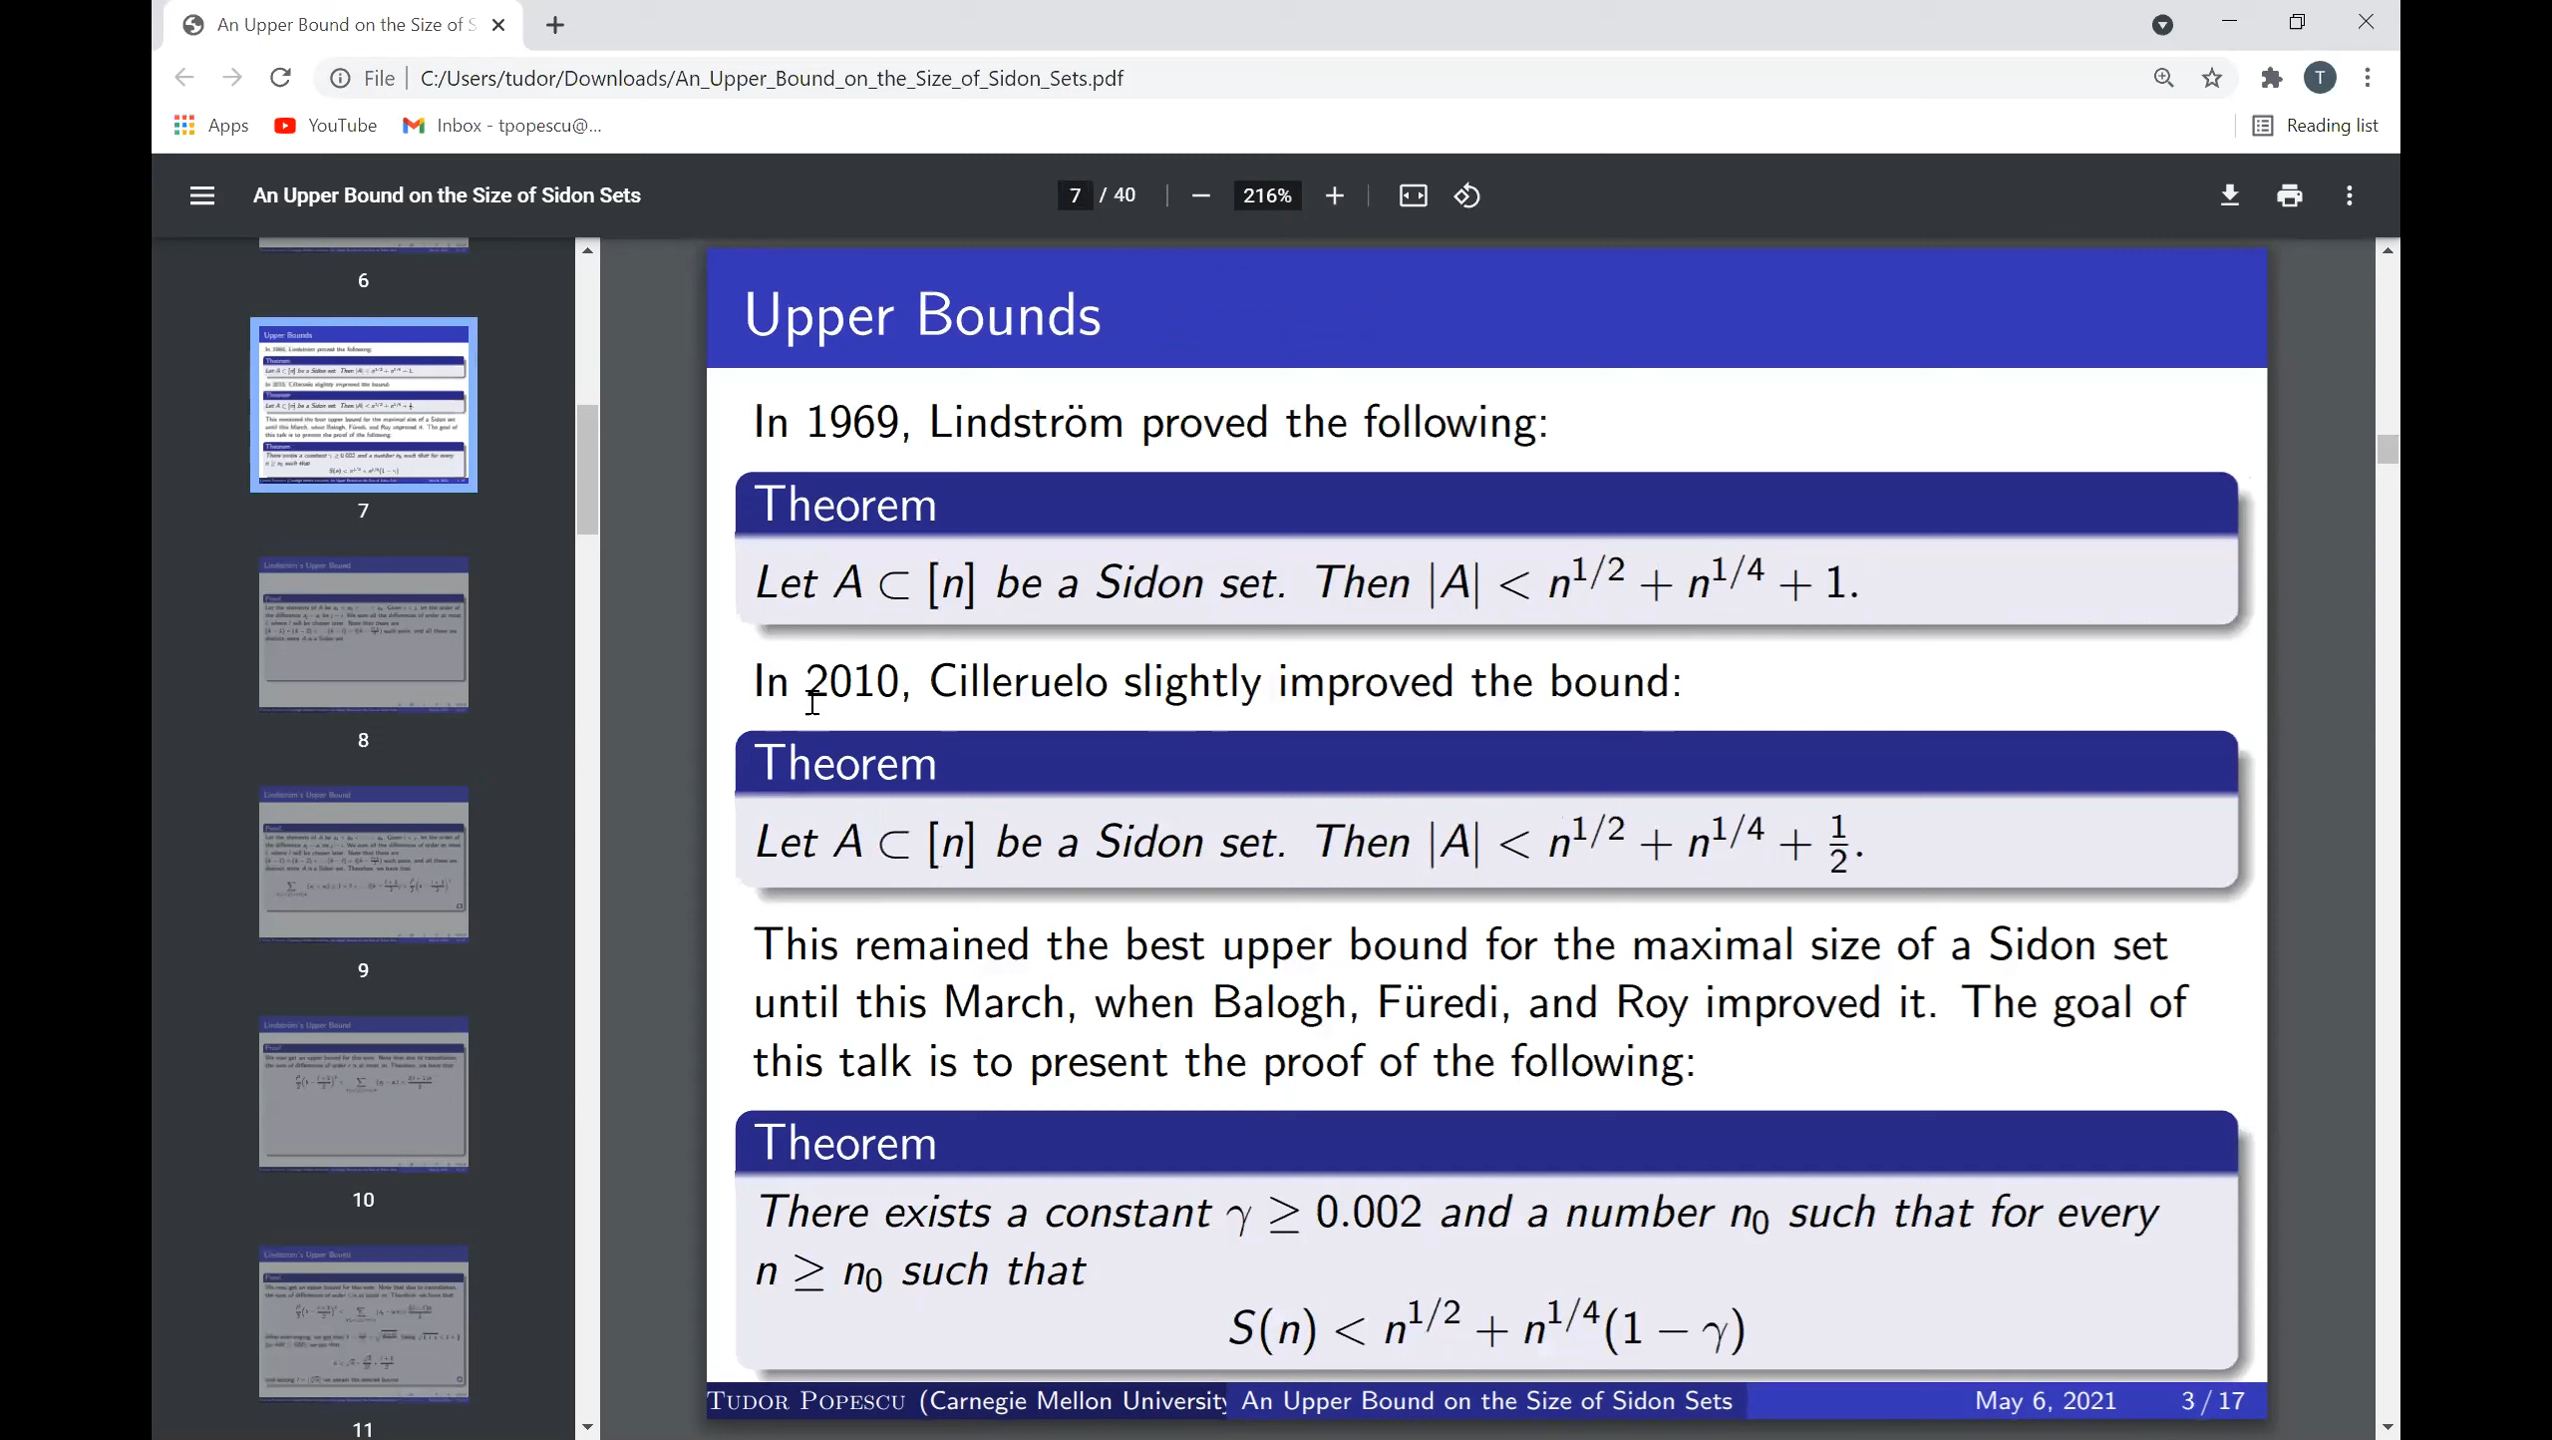 An Upper Bound on the Size of S
File
C:/Users/tudor/Downloads/An_Upper_Bound_on_the_Size_of_Sidon_Sets.pdf
T
Apps
YouTube
Inbox - tpopescu@...
Reading list
An Upper Bound on the Size of Sidon Sets
7 / 40
216%
6
7
8
9
10
11
Upper Bounds
In 1969, Lindström proved the following:
Theorem
Let A ⊂ [n] be a Sidon set. Then |A| < n^{1/2} + n^{1/4} + 1.
In 2010, Cilleruelo slightly improved the bound:
Theorem
Let A ⊂ [n] be a Sidon set. Then |A| < n^{1/2} + n^{1/4} + 1/2.
This remained the best upper bound for the maximal size of a Sidon set
until this March, when Balogh, Füredi, and Roy improved it. The goal of
this talk is to present the proof of the following:
Theorem
There exists a constant γ ≥ 0.002 and a number n₀ such that for every
n ≥ n₀ such that
S(n) < n^{1/2} + n^{1/4}(1 − γ)
Tudor Popescu (Carnegie Mellon University
An Upper Bound on the Size of Sidon Sets
May 6, 2021
3 / 17